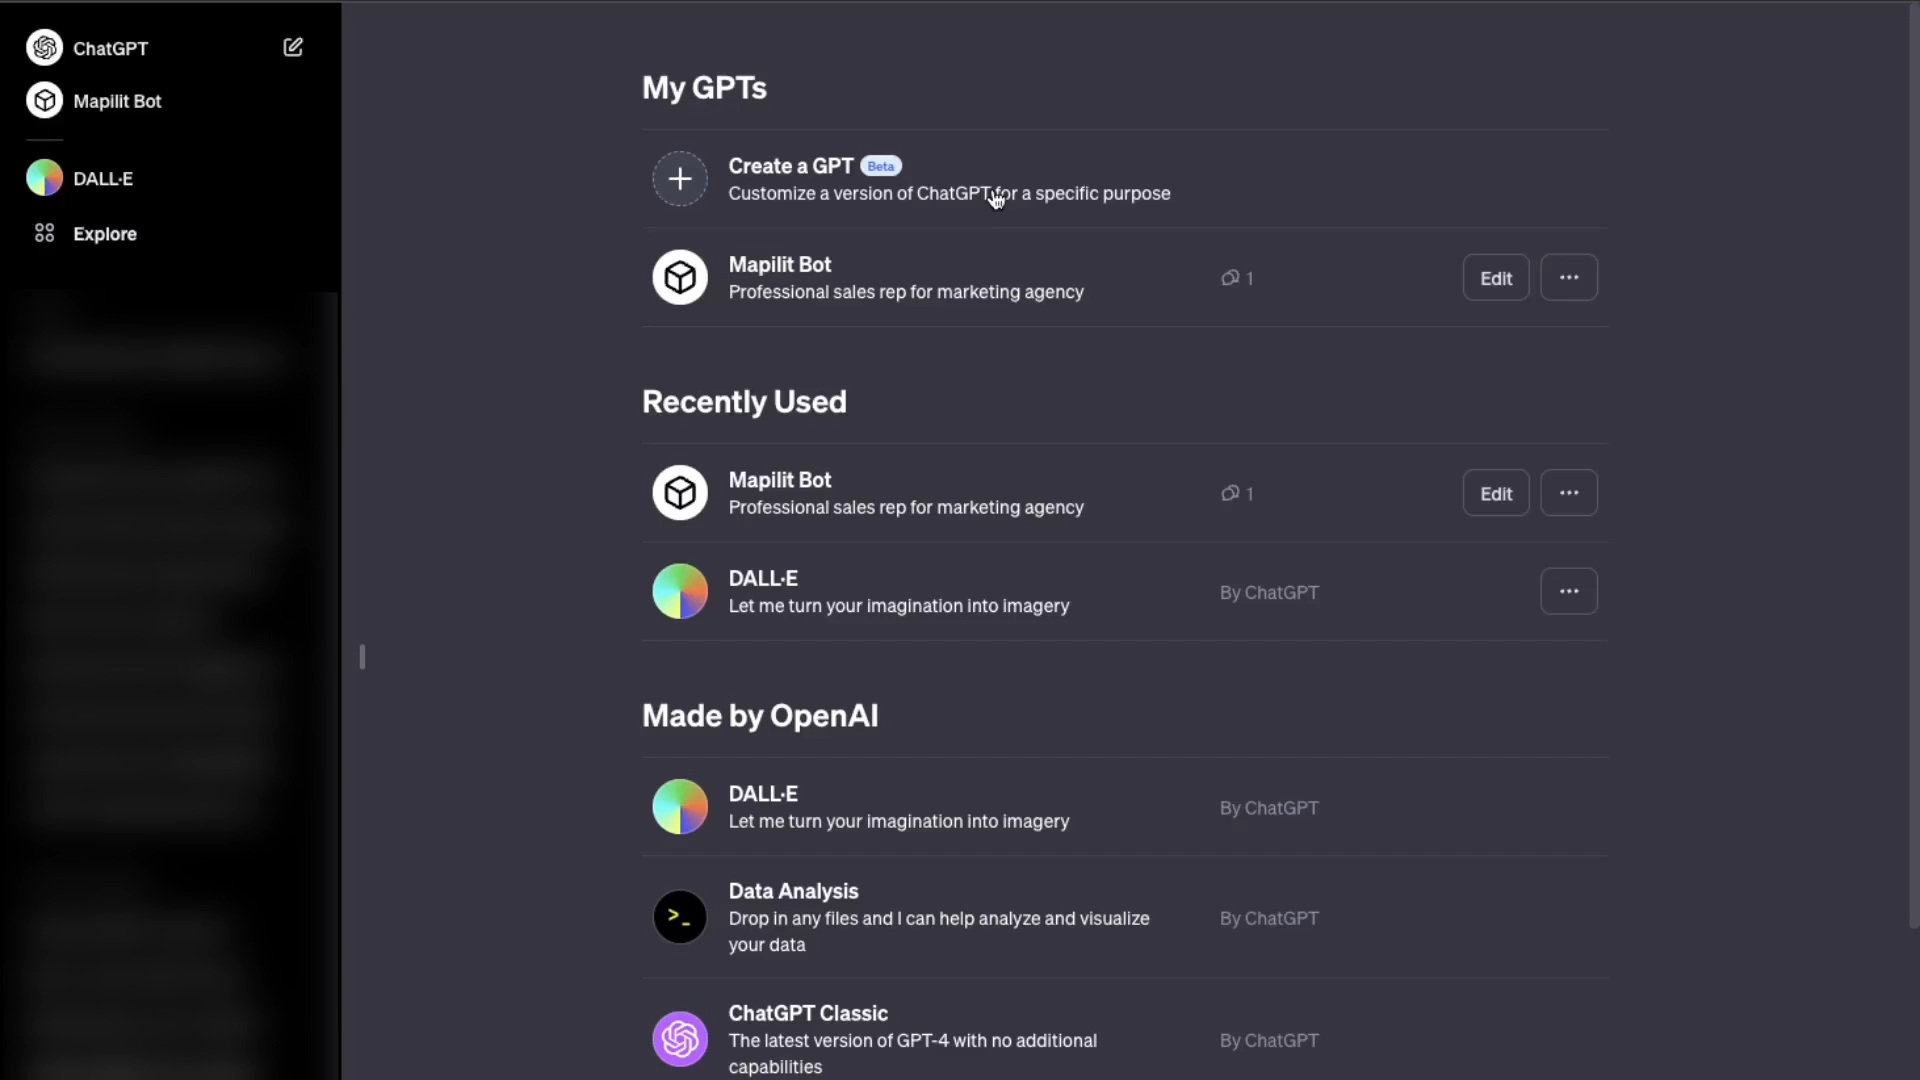 ChatGPT
Mapilit Bot
DALL·E
Explore
My GPTs
Create a GPT Beta
Customize a version of ChatGPT for a specific purpose
Mapilit Bot
Professional sales rep for marketing agency
1
Edit
Recently Used
Mapilit Bot
Professional sales rep for marketing agency
1
Edit
DALL·E
Let me turn your imagination into imagery
By ChatGPT
Made by OpenAI
DALL·E
Let me turn your imagination into imagery
By ChatGPT
>_
Data Analysis
Drop in any files and I can help analyze and visualize
your data
By ChatGPT
ChatGPT Classic
The latest version of GPT-4 with no additional
capabilities
By ChatGPT